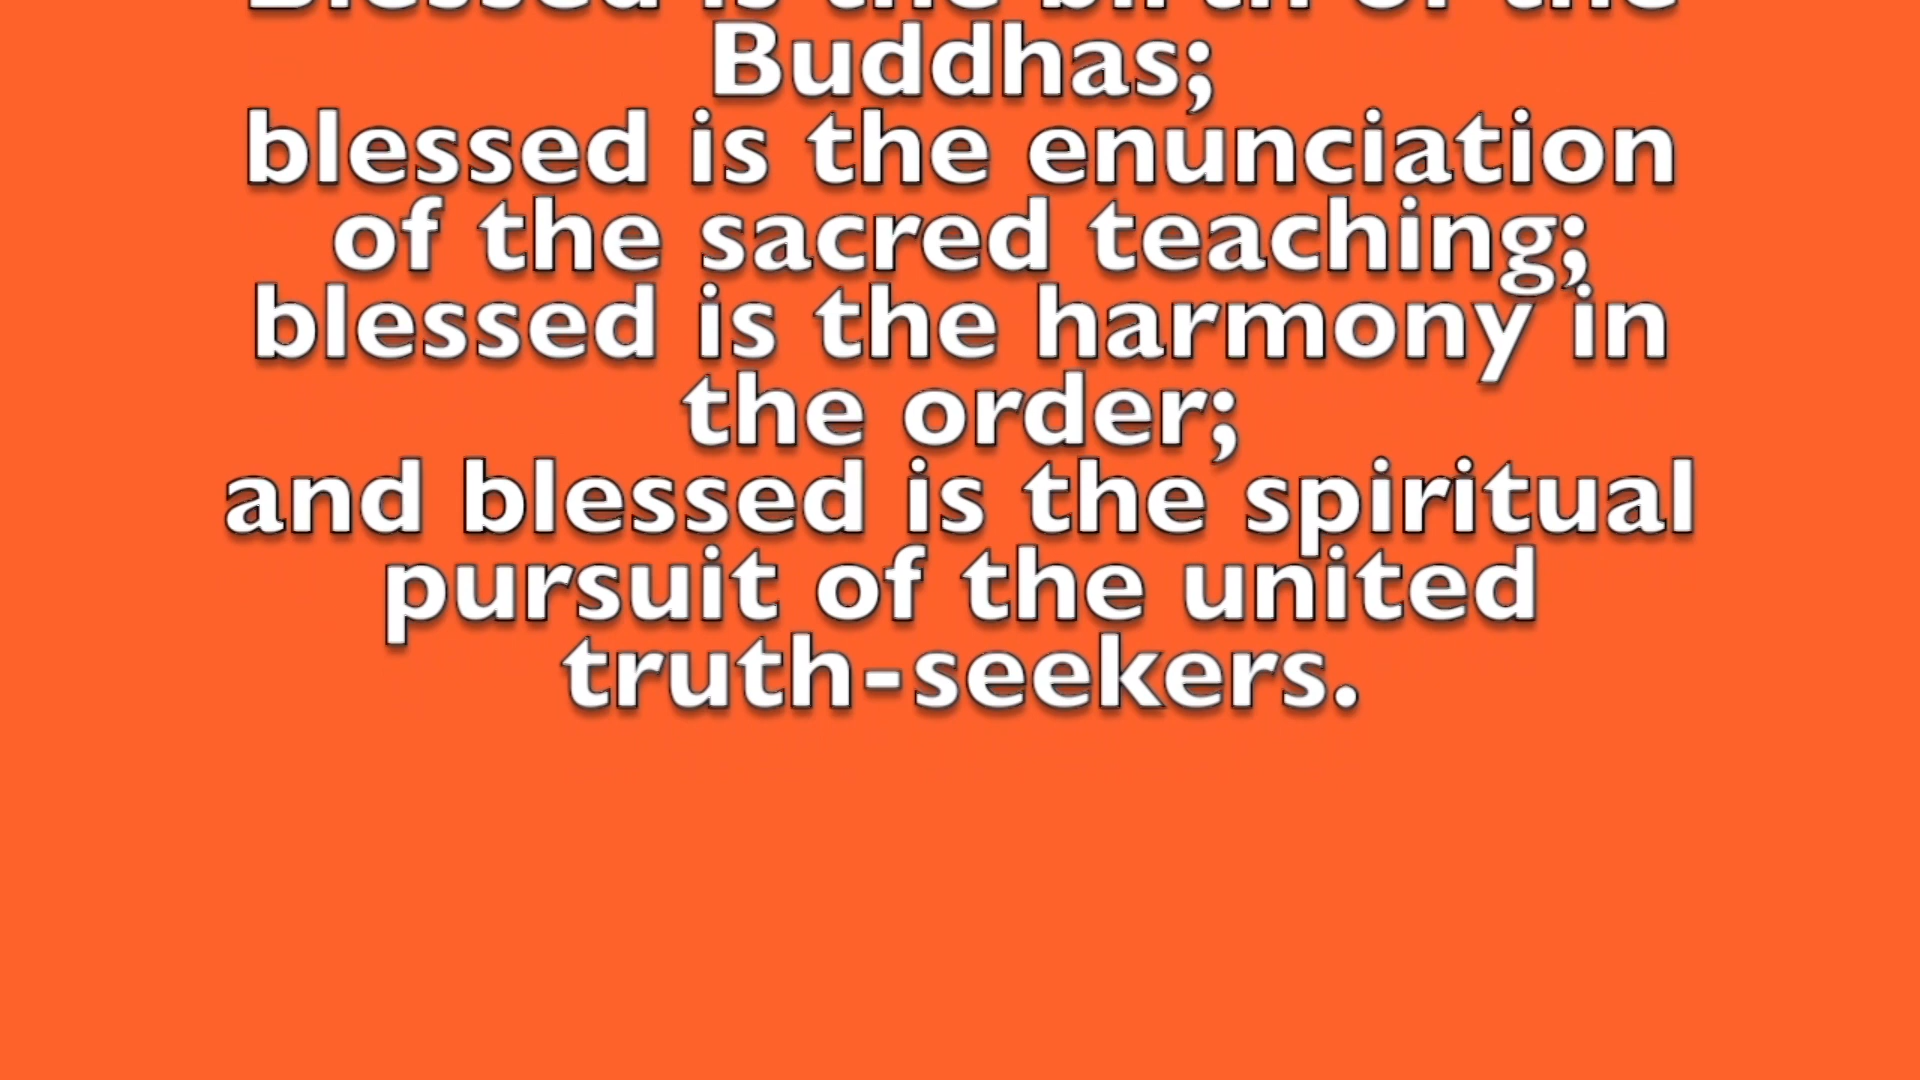 Blessed is the birth of the
Buddhas;
blessed is the enunciation
of the sacred teaching;
blessed is the harmony in
the order;
and blessed is the spiritual
pursuit of the united
truth-seekers.